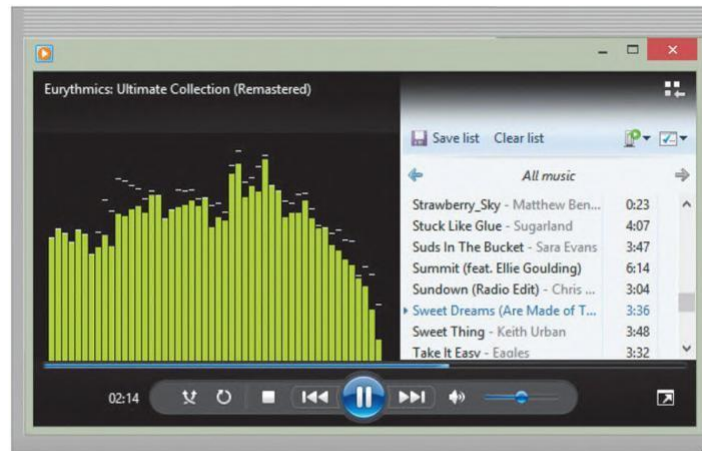 Eurythmics: Ultimate Collection (Remastered)
Save list Clear list
All music
Strawberry_Sky - Matthew Ben... 0:23
Stuck Like Glue - Sugarland 4:07
Suds In The Bucket - Sara Evans 3:47
Summit (feat. Ellie Goulding) 6:14
Sundown (Radio Edit) - Chris ... 3:04
Sweet Dreams (Are Made of T... 3:36
Sweet Thing - Keith Urban 3:48
Take It Easy - Eagles 3:32
02:14